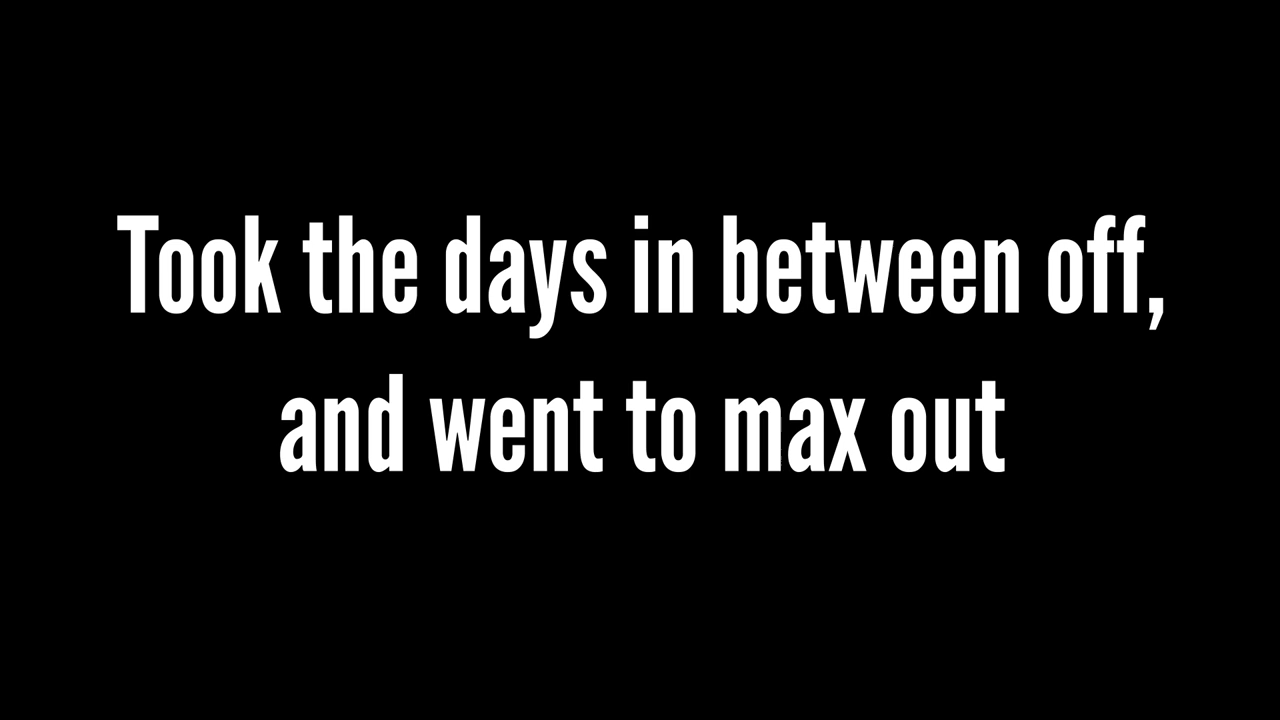 Took the days in between off,
and went to max out